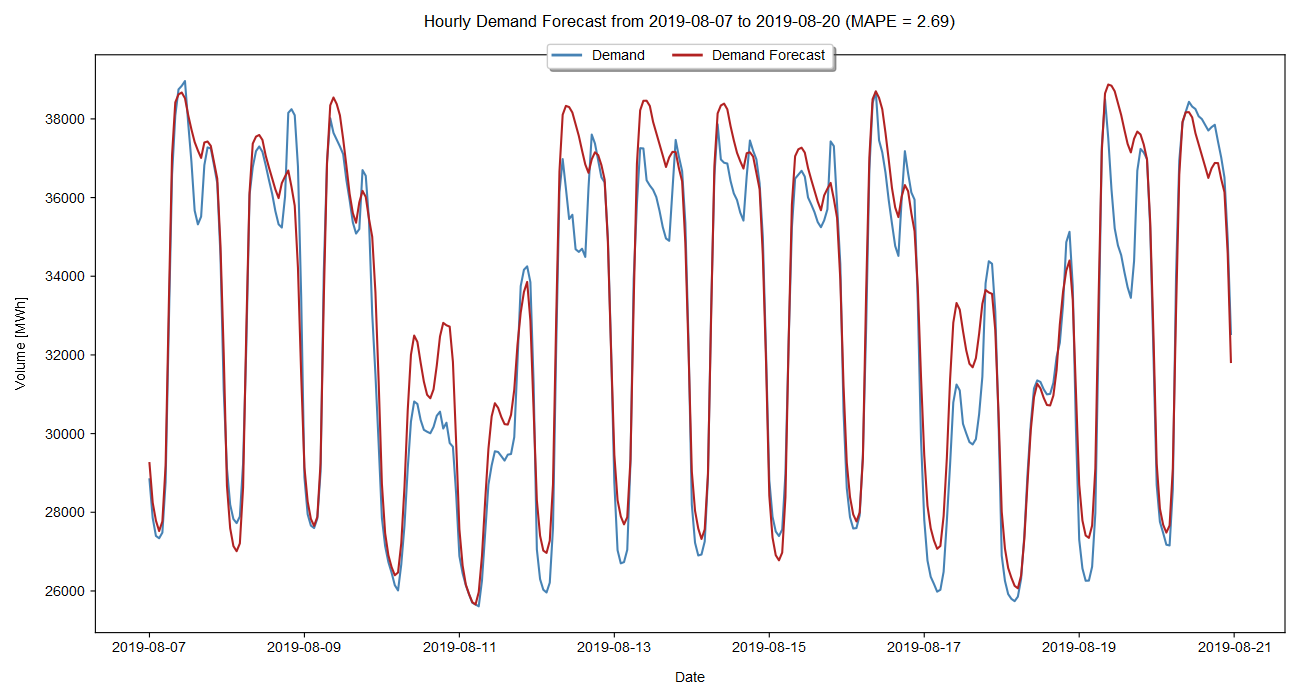 Hourly Demand Forecast from 2019-08-07 to 2019-08-20 (MAPE = 2.69)
Demand Demand Forecast
38000
36000
34000
32000
30000
28000
26000
Volume [MWh]
2019-08-07 2019-08-09 2019-08-11 2019-08-13 2019-08-15 2019-08-17 2019-08-19 2019-08-21
Date